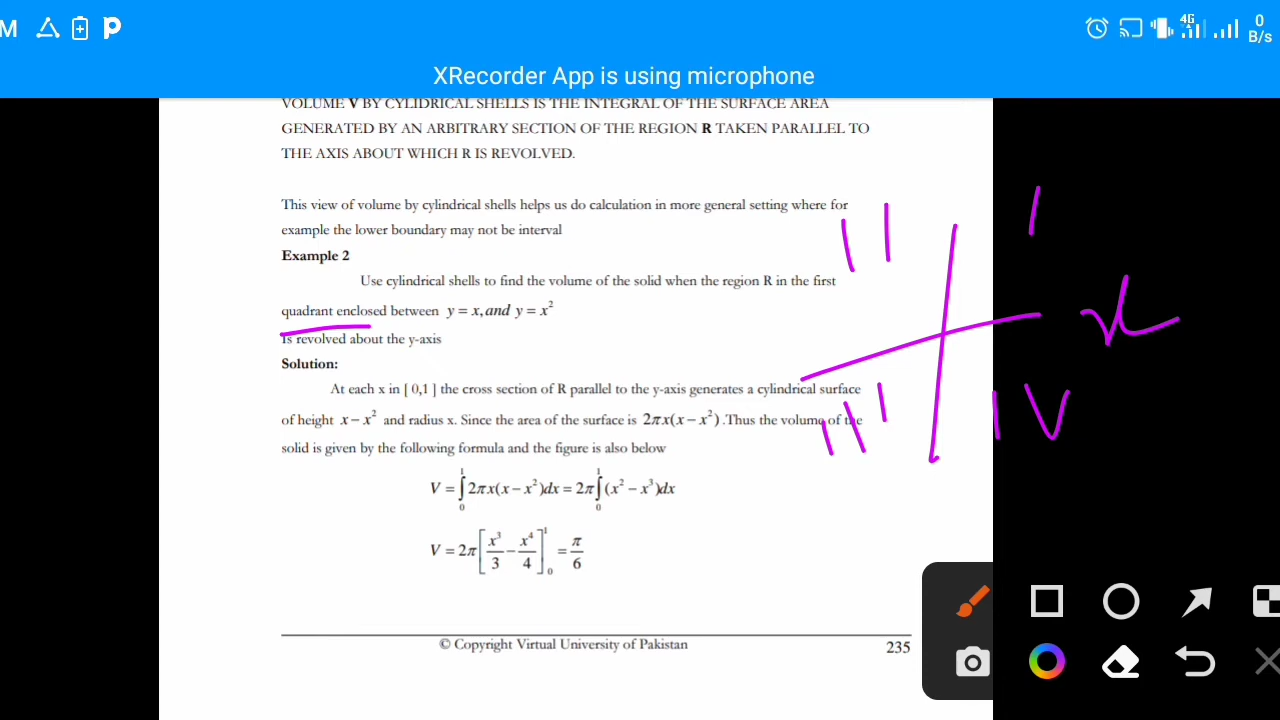 M P 4G 0 B/s
XRecorder App is using microphone
VOLUME V BY CYLIDRICAL SHELLS IS THE INTEGRAL OF THE SURFACE AREA
GENERATED BY AN ARBITRARY SECTION OF THE REGION R TAKEN PARALLEL TO
THE AXIS ABOUT WHICH R IS REVOLVED.
This view of volume by cylindrical shells helps us do calculation in more general setting where for
example the lower boundary may not be interval
Example 2
Use cylindrical shells to find the volume of the solid when the region R in the first
quadrant enclosed between y = x, and y = x²
Is revolved about the y-axis
Solution:
At each x in [ 0,1 ] the cross section of R parallel to the y-axis generates a cylindrical surface
of height x − x² and radius x. Since the area of the surface is 2πx(x − x²) .Thus the volume of the
solid is given by the following formula and the figure is also below
V = ∫₀¹ 2πx(x − x²)dx = 2π ∫₀¹ (x² − x³)dx
V = 2π [x³/3 − x⁴/4]₀¹ = π/6
© Copyright Virtual University of Pakistan
235
I
II
x
III
IV